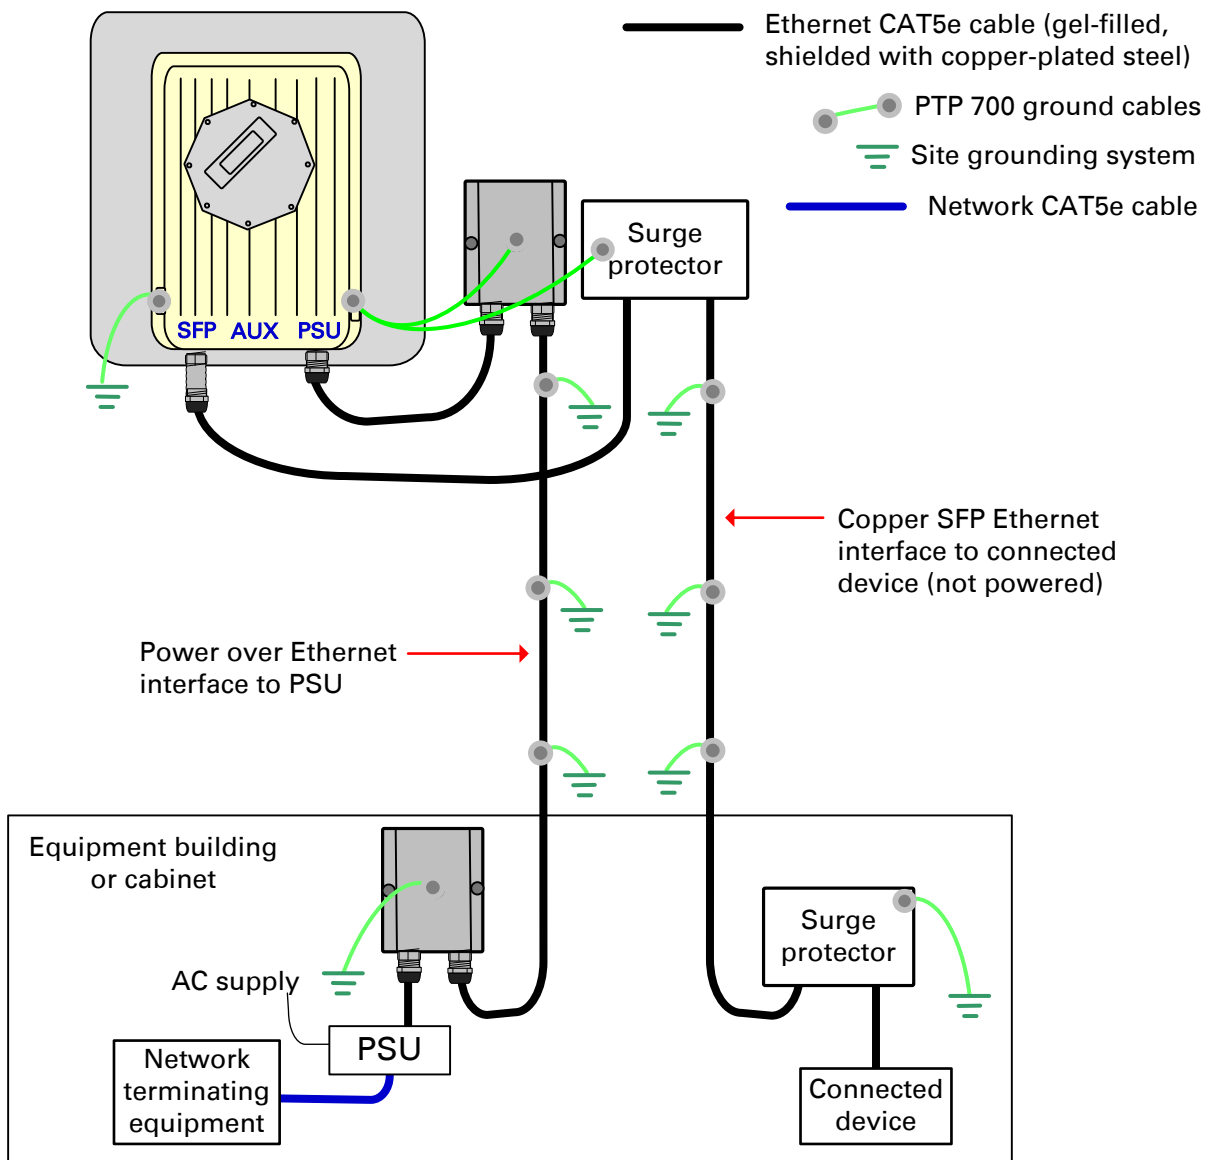 Ethernet CAT5e cable (gel-filled,
shielded with copper-plated steel)
PTP 700 ground cables
Site grounding system
Network CAT5e cable
Surge
protector
SFP AUX PSU
Copper SFP Ethernet
interface to connected
device (not powered)
Power over Ethernet
interface to PSU
Equipment building
or cabinet
Surge
protector
AC supply
PSU
Network
terminating
equipment
Connected
device